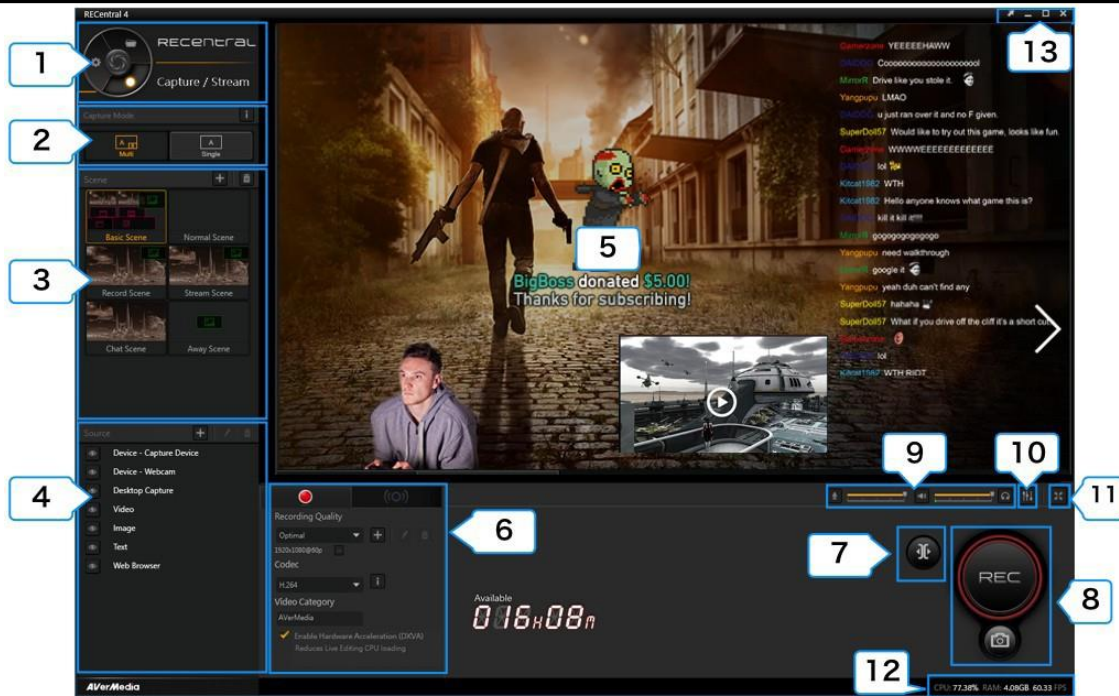 RECentral 4
1
RECentral
Capture / Stream
2
Capture Mode
i
A
Multi
A
Single
3
Scene
Basic Scene
Normal Scene
Record Scene
Stream Scene
Chat Scene
Away Scene
4
Source
Device - Capture Device
Device - Webcam
Desktop Capture
Video
Image
Text
Web Browser
AVerMedia
13
5
BigBoss donated $5.00!
Thanks for subscribing!
Gamerzone YEEEEEHAWW
Cooooooooooooooooooool
MirrorR Drive like you stole it.
Yangpupu LMAO
u just ran over it and no F given.
SuperDoll57 Would like to try out this game, looks like fun.
WWWWEEEEEEEEEEEEE
lol
Kitcat1982 WTH
Kitcat1982 Hello anyone knows what game this is?
kill it kill it!!!!!
MirrorR gogogogogogogo
Yangpupu need walkthrough
MirrorR google it
Yangpupu yeah duh can't find any
SuperDoll57 hahaha
SuperDoll57 What if you drive off the cliff it's a short cut.
lol
Kitcat1982 WTH RIOT
9
10
11
6
Recording Quality
Optimal
1920x1080@60p
Codec
H.264
i
Video Category
AVerMedia
Enable Hardware Acceleration (DXVA)
Reduces Live Editing CPU loading
Available
016H08m
7
REC
8
12
CPU: 77.38% RAM: 4.08GB 60.33 FPS